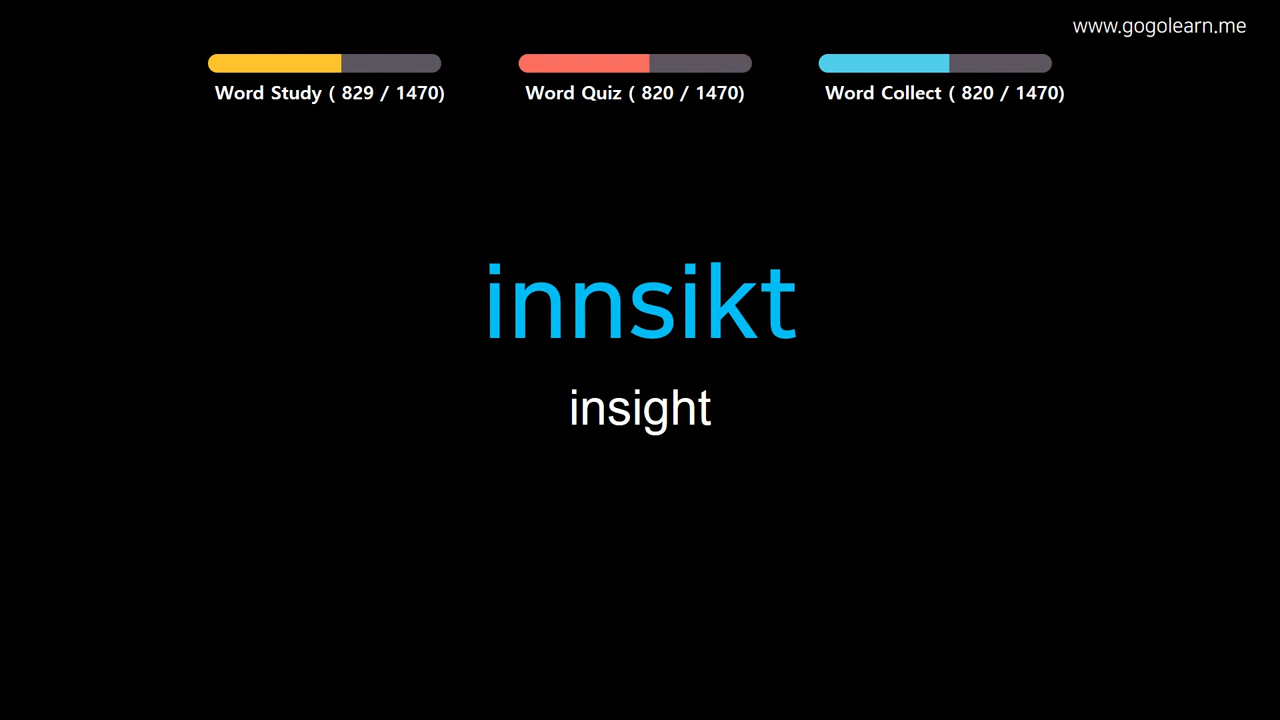 www.gogolearn.me
Word Study ( 829 / 1470)
Word Quiz ( 820 / 1470)
Word Collect ( 820 / 1470)
innsikt
insight